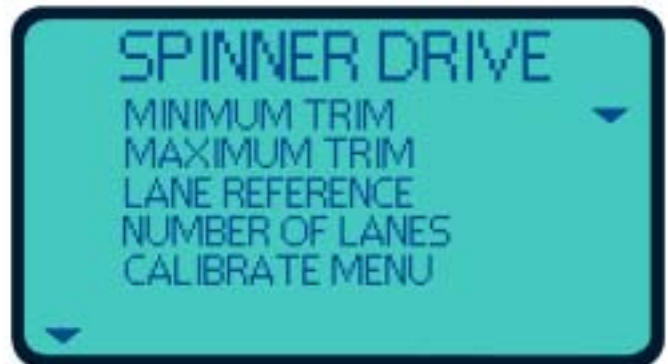 SPINNER DRIVE
MINIMUM TRIM
MAXIMUM TRIM
LANE REFERENCE
NUMBER OF LANES
CALIBRATE MENU